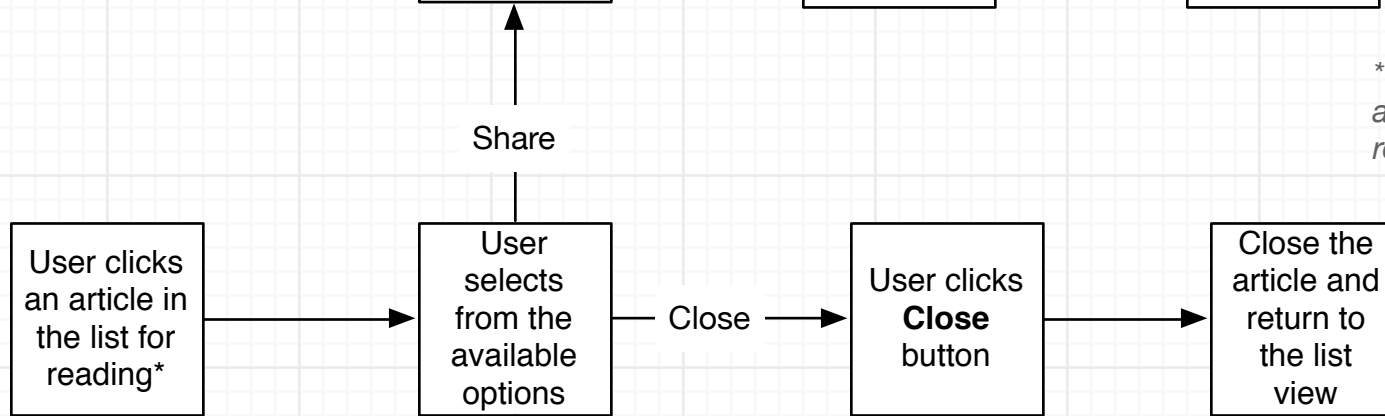 *
Share
User clicks
an article in
the list for
reading*
User
selects
from the
available
options
Close
User clicks
Close
button
Close the
article and
return to
the list
view